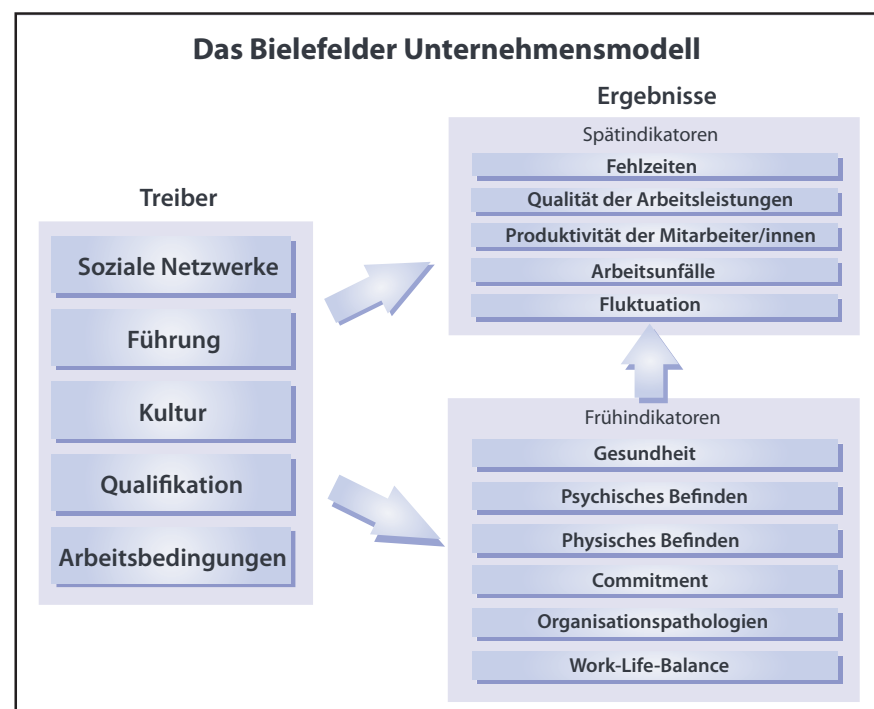 Das Bielefelder Unternehmensmodell
Treiber
Soziale Netzwerke
Führung
Kultur
Qualifikation
Arbeitsbedingungen
Ergebnisse
Spätindikatoren
Fehlzeiten
Qualität der Arbeitsleistungen
Produktivität der Mitarbeiter/innen
Arbeitsunfälle
Fluktuation
Frühindikatoren
Gesundheit
Psychisches Befinden
Physisches Befinden
Commitment
Organisationspathologien
Work-Life-Balance